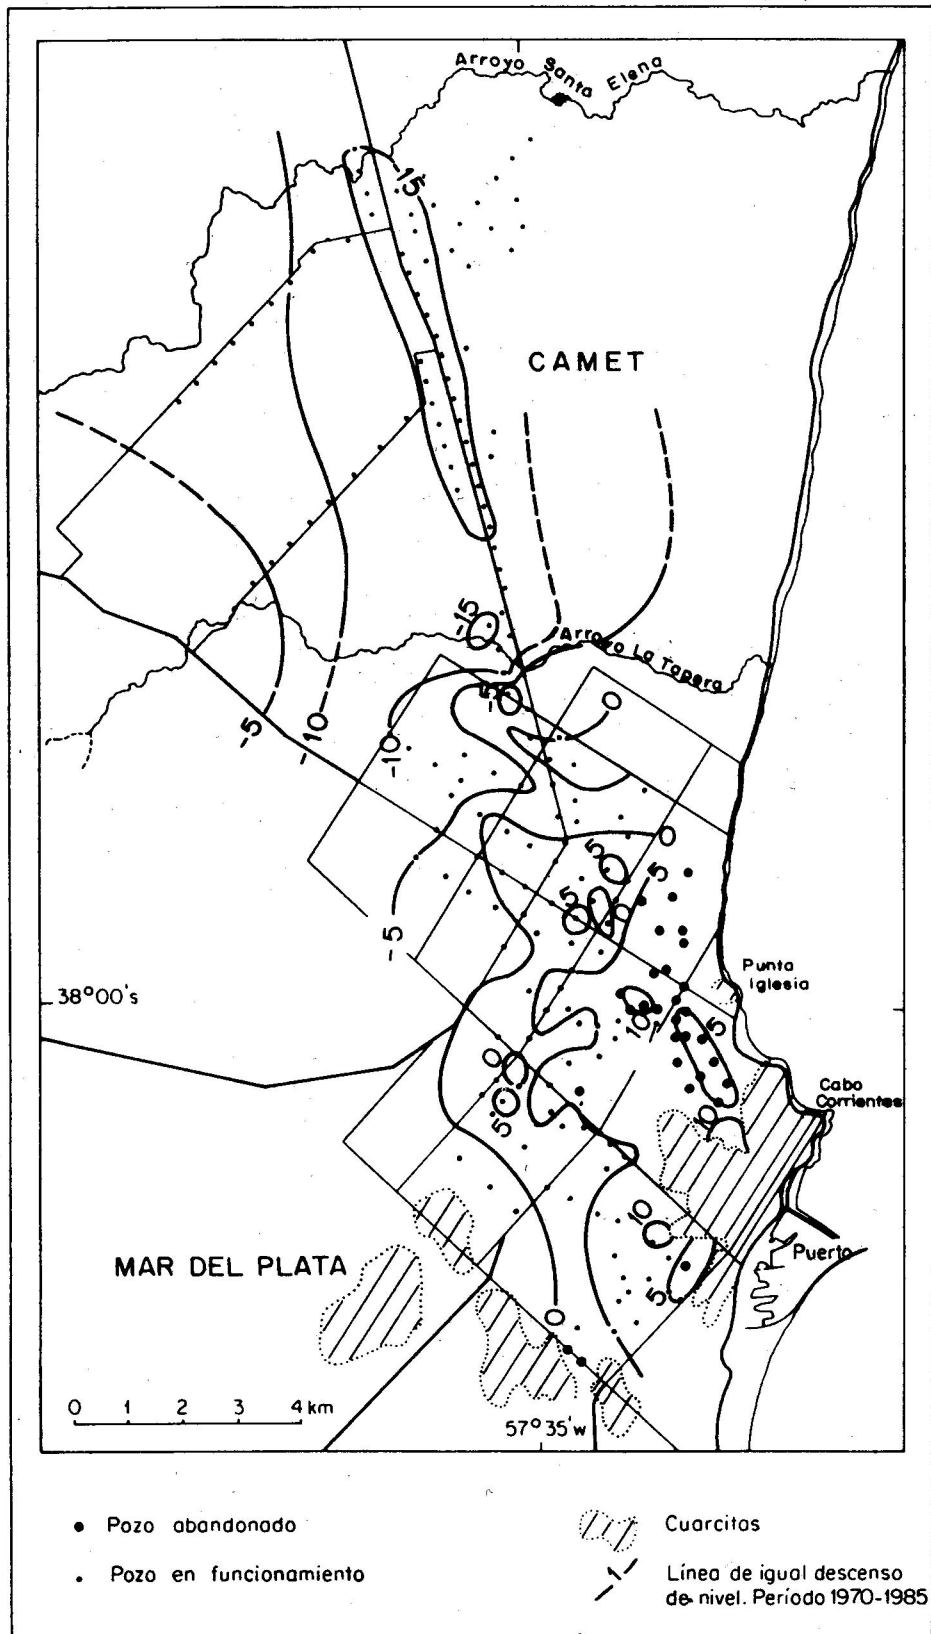 Arroyo Santa Elena
-15
CAMET
-15
Arroyo La Tapera
-5
0
-10
-5
-10
0
5
5
5
0
-5
Punta
Iglesia
38°00's
10
5
0
5
Cabo
Corrientes
10
10
MAR DEL PLATA
Puerto
5
0
0 1 2 3 4 km
57° 35'w
Pozo abandonado
Cuarcitas
Pozo en funcionamiento
-1
Línea de igual descenso
de nivel. Período 1970-1985